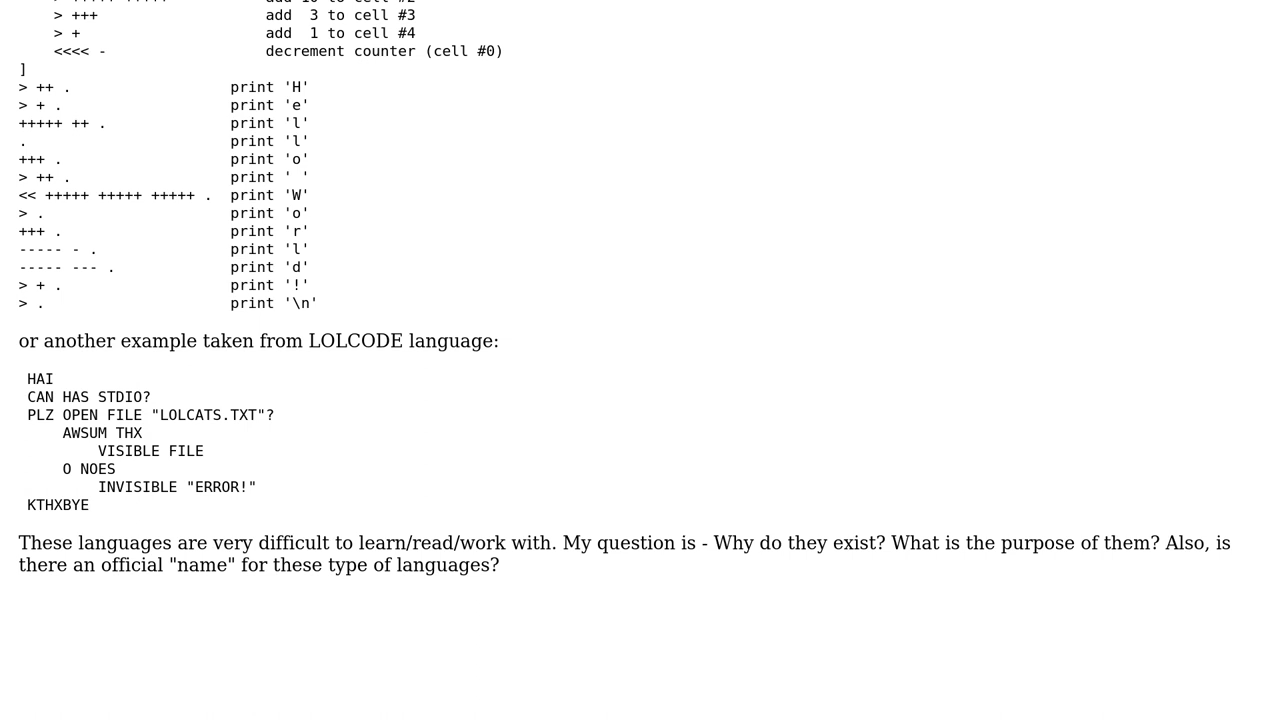 > +++                   add  3 to cell #3
    > +                     add  1 to cell #4
    <<<< -                  decrement counter (cell #0)
]
> ++ .                  print 'H'
> + .                   print 'e'
+++++ ++ .              print 'l'
.                       print 'l'
+++ .                   print 'o'
> ++ .                  print ' '
<< +++++ +++++ +++++ .  print 'W'
> .                     print 'o'
+++ .                   print 'r'
----- - .               print 'l'
----- --- .             print 'd'
> + .                   print '!'
> .                     print '\n'
or another example taken from LOLCODE language:
HAI
CAN HAS STDIO?
PLZ OPEN FILE "LOLCATS.TXT"?
    AWSUM THX
        VISIBLE FILE
    O NOES
        INVISIBLE "ERROR!"
KTHXBYE
These languages are very difficult to learn/read/work with. My question is - Why do they exist? What is the purpose of them? Also, is
there an official "name" for these type of languages?